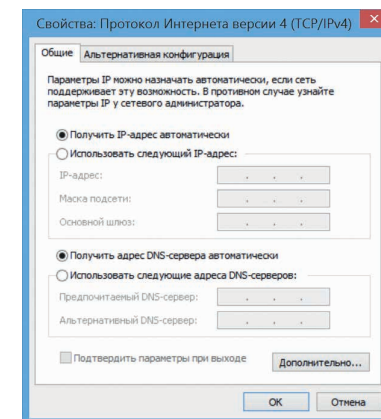 Свойства: Протокол Интернета версии 4 (TCP/IPv4)
Общие Альтернативная конфигурация
Параметры IP можно назначать автоматически, если сеть
поддерживает эту возможность. В противном случае узнайте
параметры IP у сетевого администратора.
Получить IP-адрес автоматически
Использовать следующий IP-адрес:
IP-адрес:
Маска подсети:
Основной шлюз:
Получить адрес DNS-сервера автоматически
Использовать следующие адреса DNS-серверов:
Предпочитаемый DNS-сервер:
Альтернативный DNS-сервер:
Подтвердить параметры при выходе
Дополнительно...
ОК Отмена